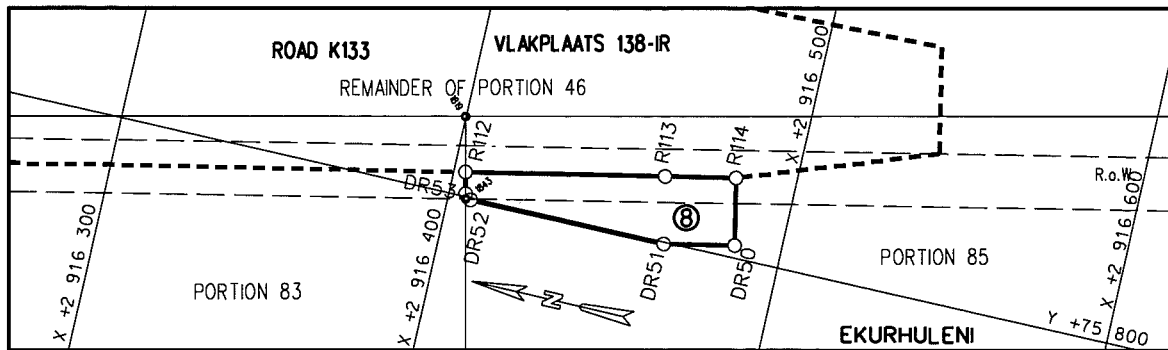 ROAD K133
VLAKPLAATS 138-IR
REMAINDER OF PORTION 46
R112
R113
R114
X +2 916 500
R.o.W
DR53
1843
DR52
DR51
DR50
8
X +2 916 300
X +2 916 400
X +2 916 600
PORTION 83
N
PORTION 85
Y +75 800
EKURHULENI